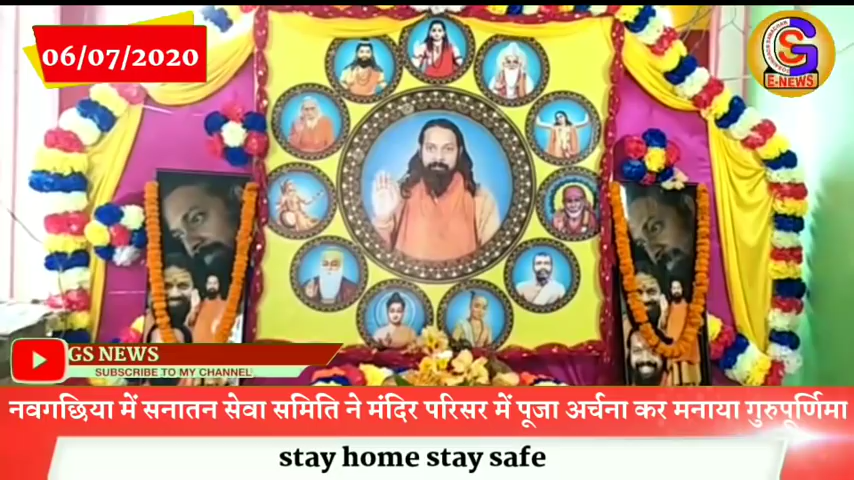 06/07/2020
GS
E-NEWS
GS NEWS
SUBSCRIBE TO MY CHANNEL
नवगछिया में सनातन सेवा समिति ने मंदिर परिसर में पूजा अर्चना कर मनाया गुरुपूर्णिमा
stay home stay safe